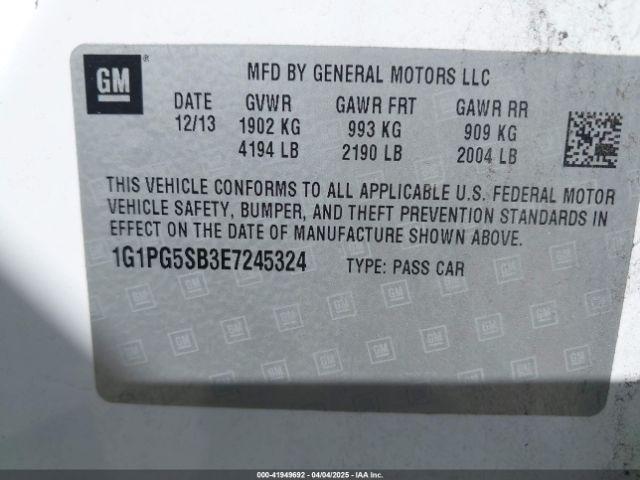 GM ®
MFD BY GENERAL MOTORS LLC
DATE GVWR GAWR FRT GAWR RR
12/13 1902 KG 993 KG 909 KG
4194 LB 2190 LB 2004 LB
THIS VEHICLE CONFORMS TO ALL APPLICABLE U.S. FEDERAL MOTOR
VEHICLE SAFETY, BUMPER, AND THEFT PREVENTION STANDARDS IN
EFFECT ON THE DATE OF MANUFACTURE SHOWN ABOVE.
1G1PG5SB3E7245324 TYPE: PASS CAR
000-41949692 - 04/04/2025 - IAAI Inc.